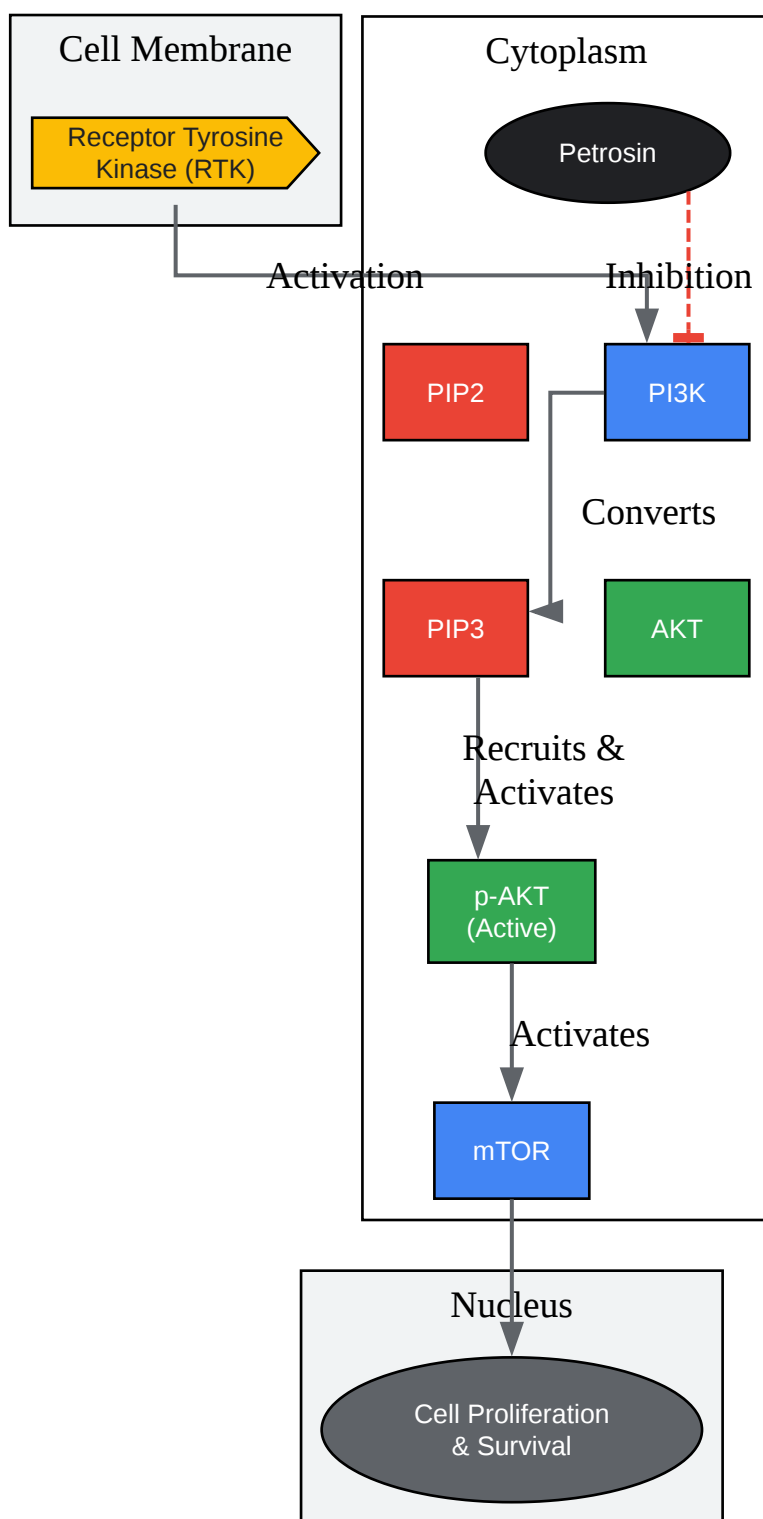 Cell Membrane
Cytoplasm
Receptor Tyrosine
Kinase (RTK)
Petrosin
Activation
Inhibition
PIP2
PI3K
Converts
PIP3
AKT
Recruits &
Activates
p-AKT
(Active)
Activates
mTOR
Nucleus
Cell Proliferation
& Survival